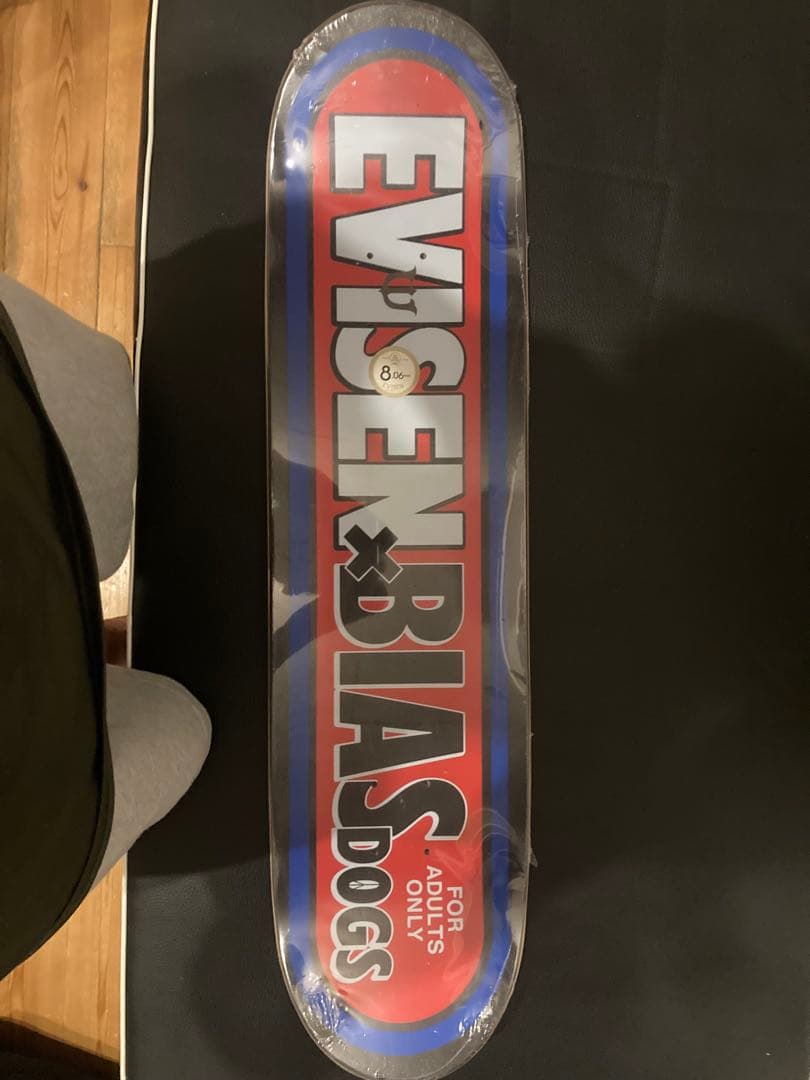 EVISEN
×
BIAS
DOGS
FOR
ADULTS
ONLY
8.06